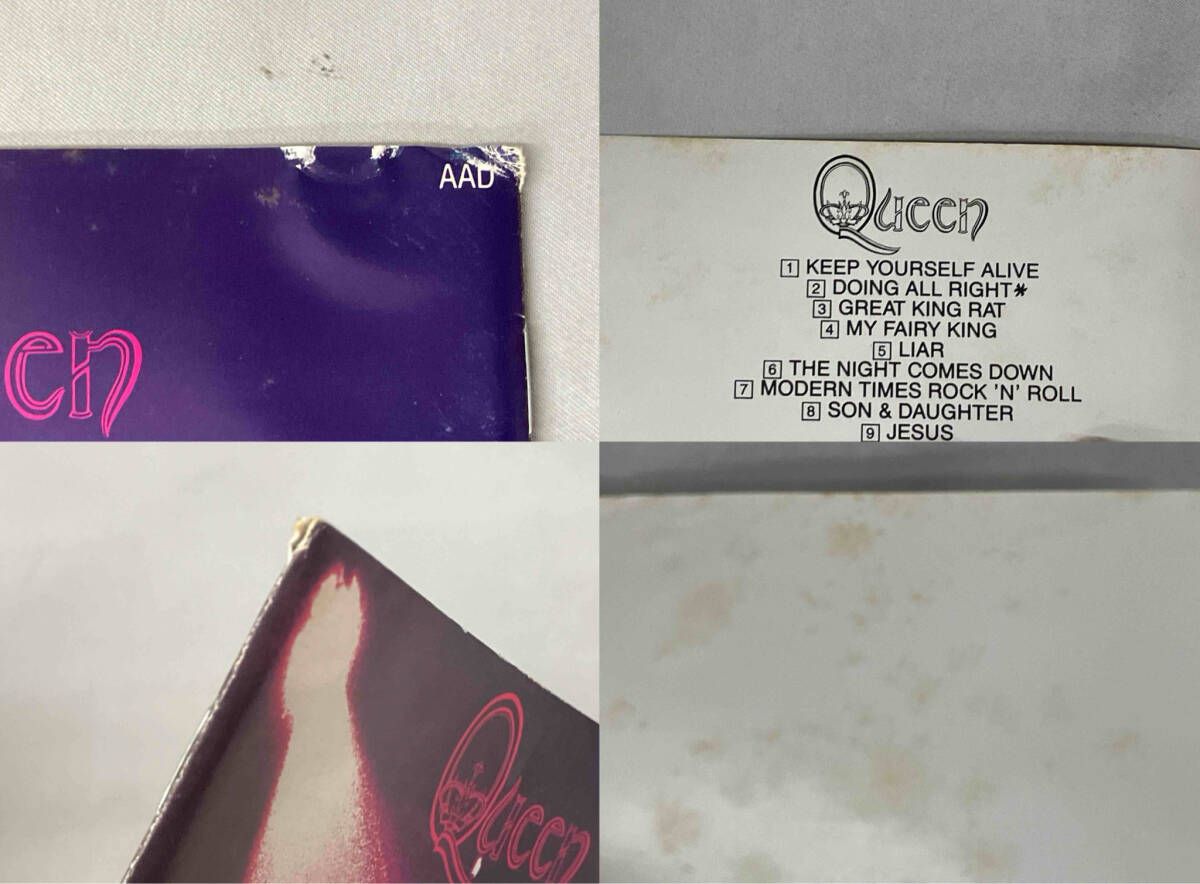 AAD
en
Queen
1 KEEP YOURSELF ALIVE
2 DOING ALL RIGHT*
3 GREAT KING RAT
4 MY FAIRY KING
5 LIAR
6 THE NIGHT COMES DOWN
7 MODERN TIMES ROCK 'N' ROLL
8 SON & DAUGHTER
9 JESUS
Queen